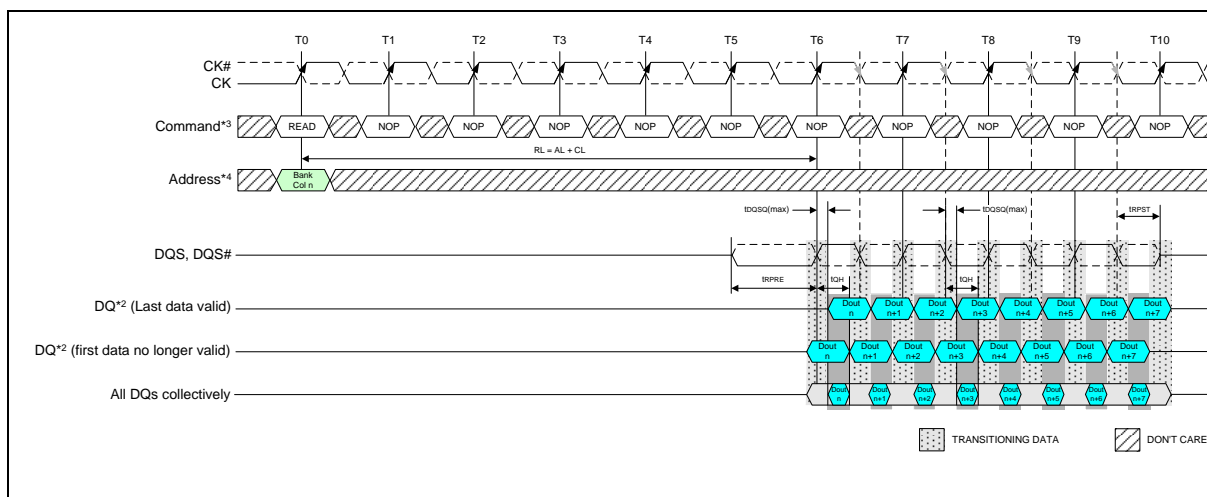 T0 T1 T2 T3 T4 T5 T6 T7 T8 T9 T10
CK#
CK
Command*3 READ NOP NOP NOP NOP NOP NOP NOP NOP NOP NOP
RL = AL + CL
Address*4 Bank Col n
tDQSQ(max) tDQSQ(max) tRPST
DQS, DQS#
tRPRE tQH tQH
DQ*2 (Last data valid) Dout n Dout n+1 Dout n+2 Dout n+3 Dout n+4 Dout n+5 Dout n+6 Dout n+7
DQ*2 (first data no longer valid) Dout n Dout n+1 Dout n+2 Dout n+3 Dout n+4 Dout n+5 Dout n+6 Dout n+7
All DQs collectively Dout n Dout n+1 Dout n+2 Dout n+3 Dout n+4 Dout n+5 Dout n+6 Dout n+7
TRANSITIONING DATA DON'T CARE